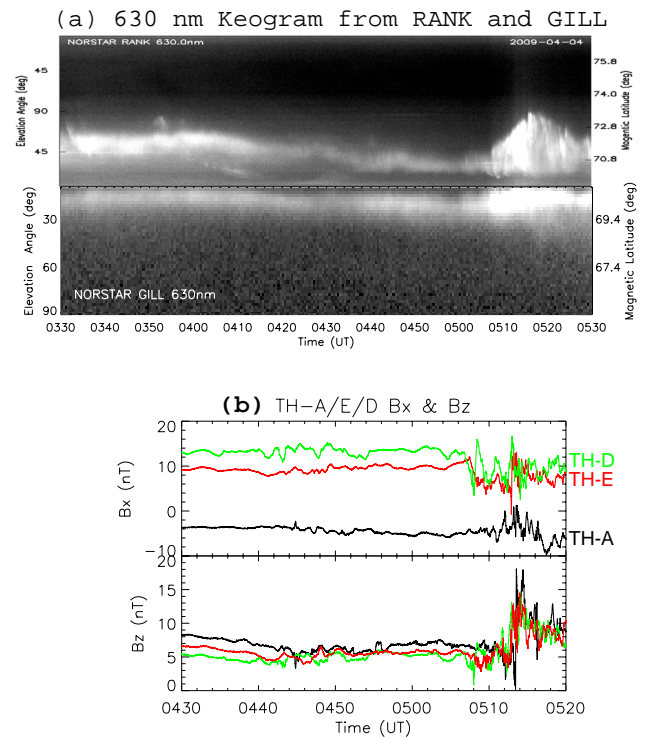 (a) 630 nm Keogram from RANK and GILL
NORSTAR RANK 630.0nm 2009-04-04
Elevation Angle (deg)
45
90
45
75.8
74.0
72.8
70.8
Magentic Latitude (deg)
Elevation Angle (deg)
30
60
90
69.4
67.4
Magnetic Latitude (deg)
NORSTAR GILL 630nm
0330 0340 0350 0400 0410 0420 0430 0440 0450 0500 0510 0520 0530
Time (UT)
(b) TH-A/E/D Bx & Bz
Bx (nT)
20
10
0
-10
TH-D
TH-E
TH-A
Bz (nT)
20
15
10
5
0
0430 0440 0450 0500 0510 0520
Time (UT)